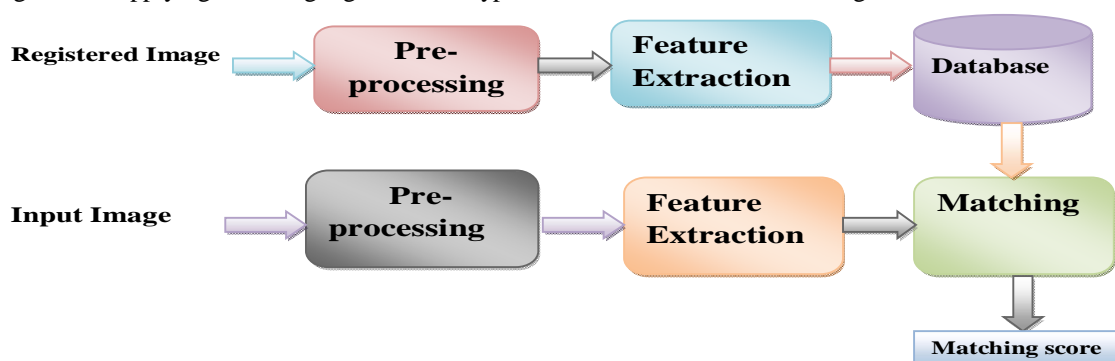 Registered Image
Pre-
processing
Feature
Extraction
Database
Input Image
Pre-
processing
Feature
Extraction
Matching
Matching score